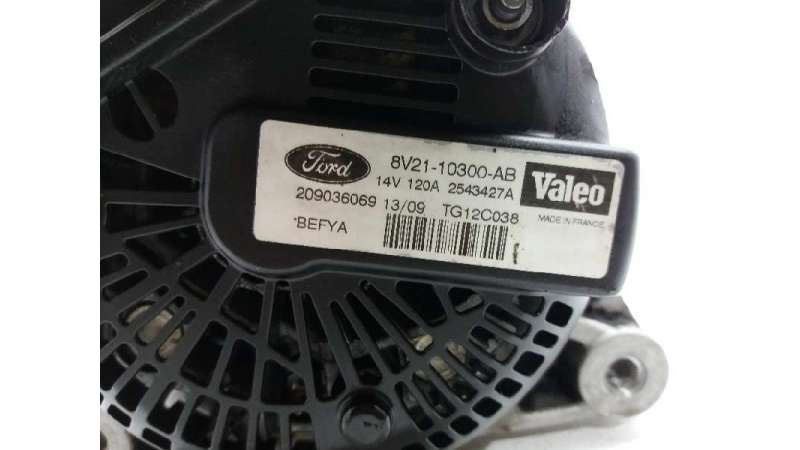 Ford
8V21-10300-AB
14V 120A 2543427A
Valeo
209036069 13/09 TG12C038
MADE IN FRANCE
*BEFYA